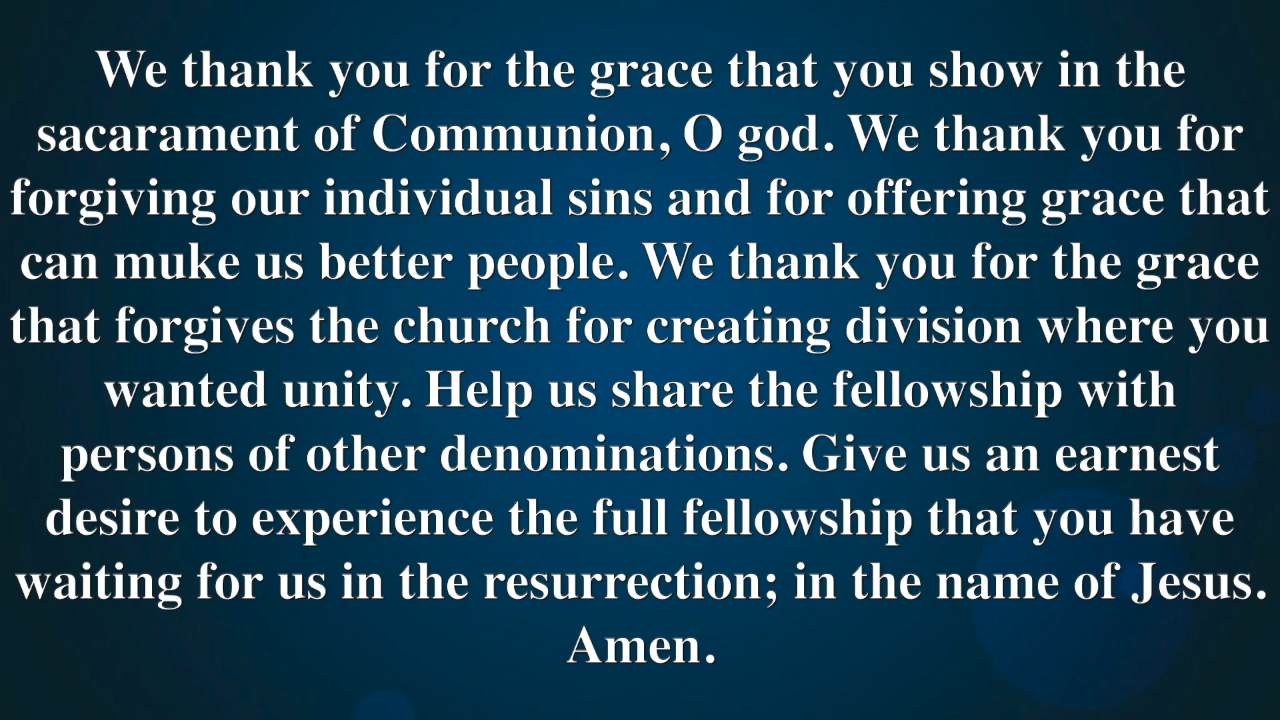 We thank you for the grace that you show in the
sacarament of Communion, O god. We thank you for
forgiving our individual sins and for offering grace that
can muke us better people. We thank you for the grace
that forgives the church for creating division where you
wanted unity. Help us share the fellowship with
persons of other denominations. Give us an earnest
desire to experience the full fellowship that you have
waiting for us in the resurrection; in the name of Jesus.
Amen.